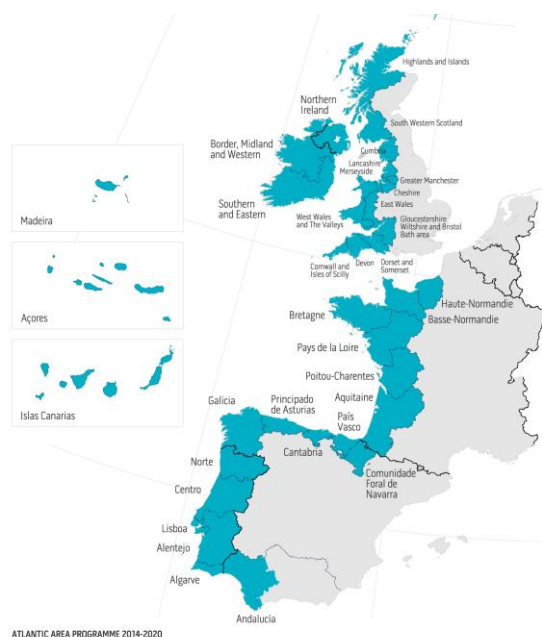 Highlands and Islands
Northern
Ireland
South Western Scotland
Border, Midland
and Western
Cumbria
Lancashire
Merseyside
Greater Manchester
Cheshire
East Wales
Southern
and Eastern
West Wales
and The Valleys
Gloucestershire
Wiltshire and Bristol
Bath area
Cornwall and
Isles of Scilly
Devon
Dorset and
Somerset
Madeira
Açores
Islas Canarias
Haute-Normandie
Basse-Normandie
Bretagne
Pays de la Loire
Poitou-Charentes
Aquitaine
País
Vasco
Galicia
Principado
de Asturias
Cantabria
Comunidade
Foral de
Navarra
Norte
Centro
Lisboa
Alentejo
Algarve
Andalucía
ATLANTIC AREA PROGRAMME 2014-2020